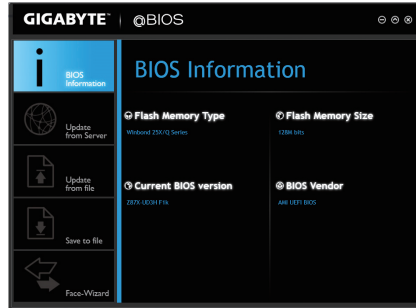 GIGABYTE™ | @BIOS
BIOS
Information
BIOS Information
Update
from Server
Flash Memory Type
Flash Memory Size
Winbond 25X/Q Series
128M bits
Update
from file
Current BIOS version
BIOS Vendor
Z87X-UD3H F1k
AMI UEFI BIOS
Save to file
Face-Wizard